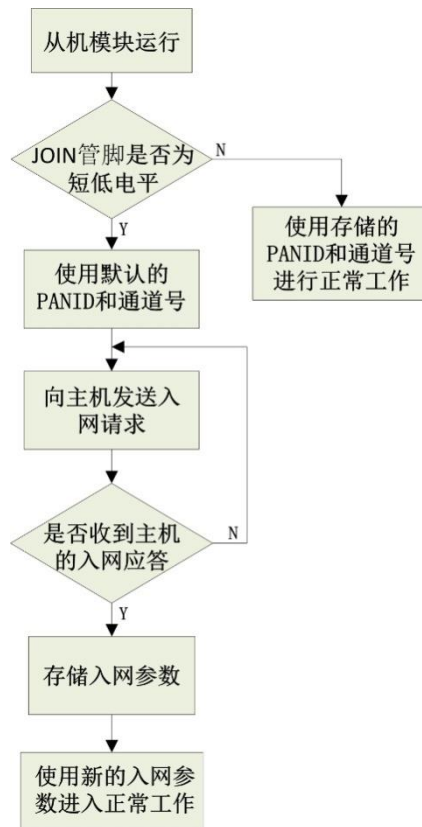 从机模块运行
JOIN管脚是否为
短低电平
N
Y
使用存储的
PANID和通道号
进行正常工作
使用默认的
PANID和通道号
向主机发送入
网请求
是否收到主机
的入网应答
N
Y
存储入网参数
使用新的入网参
数进入正常工作